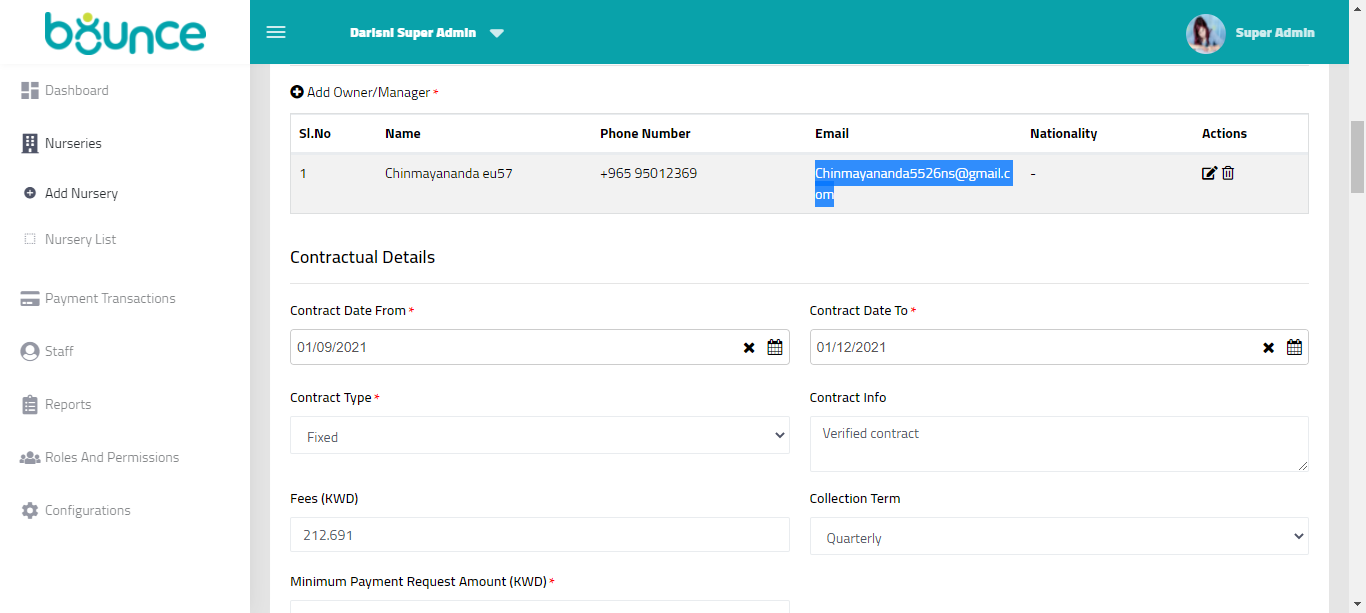 bounce
Darisni Super Admin
Super Admin
Dashboard
Nurseries
Add Nursery
Nursery List
Payment Transactions
Staff
Reports
Roles And Permissions
Configurations
Add Owner/Manager *
Sl.No Name Phone Number Email Nationality Actions
1 Chinmayananda eu57 +965 95012369 Chinmayananda5526ns@gmail.c -
om
Contractual Details
Contract Date From * Contract Date To *
01/09/2021 01/12/2021
Contract Type * Contract Info
Fixed Verified contract
Fees (KWD) Collection Term
212.691 Quarterly
Minimum Payment Request Amount (KWD) *